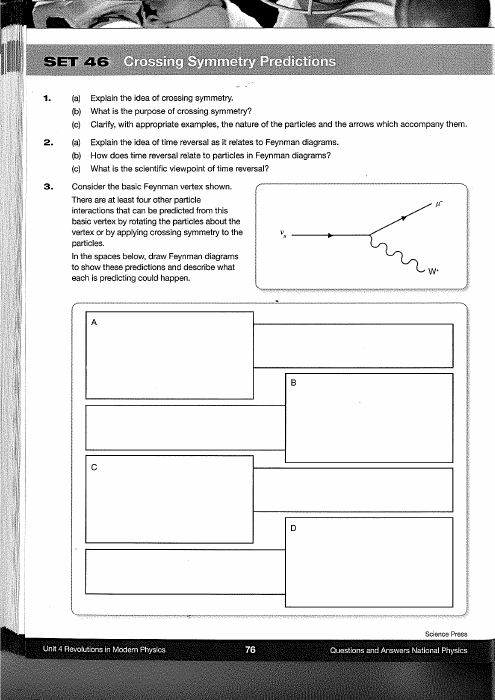 SET 46 Crossing Symmetry Predictions
1. (a) Explain the idea of crossing symmetry.
(b) What is the purpose of crossing symmetry?
(c) Clarify, with appropriate examples, the nature of the particles and the arrows which accompany them.
2. (a) Explain the idea of time reversal as it relates to Feynman diagrams.
(b) How does time reversal relate to particles in Feynman diagrams?
(c) What is the scientific viewpoint of time reversal?
3. Consider the basic Feynman vertex shown.
There are at least four other particle
interactions that can be predicted from this
basic vertex by rotating the particles about the
vertex or by applying crossing symmetry to the
particles.
In the spaces below, draw Feynman diagrams
to show these predictions and describe what
each is predicting could happen.
μ⁻
W⁺
A
B
C
D
Science Press
Unit 4 Revolutions in Modern Physics 76 Questions and Answers National Physics